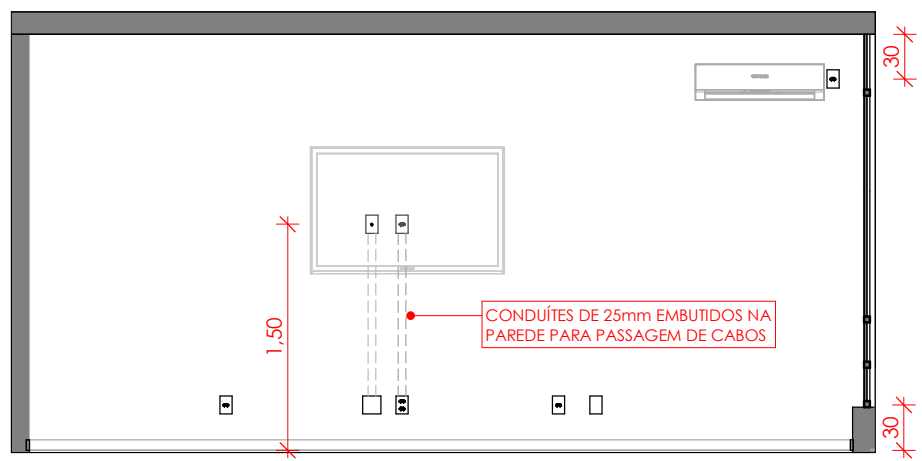 30
CONDUÍTES DE 25mm EMBUTIDOS NA
PAREDE PARA PASSAGEM DE CABOS
1,50
30